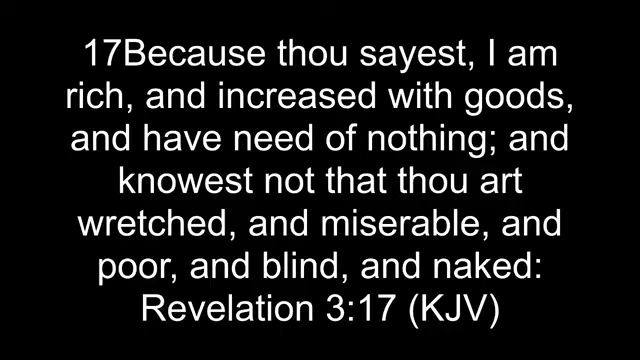 17Because thou sayest, I am
rich, and increased with goods,
and have need of nothing; and
knowest not that thou art
wretched, and miserable, and
poor, and blind, and naked:
Revelation 3:17 (KJV)